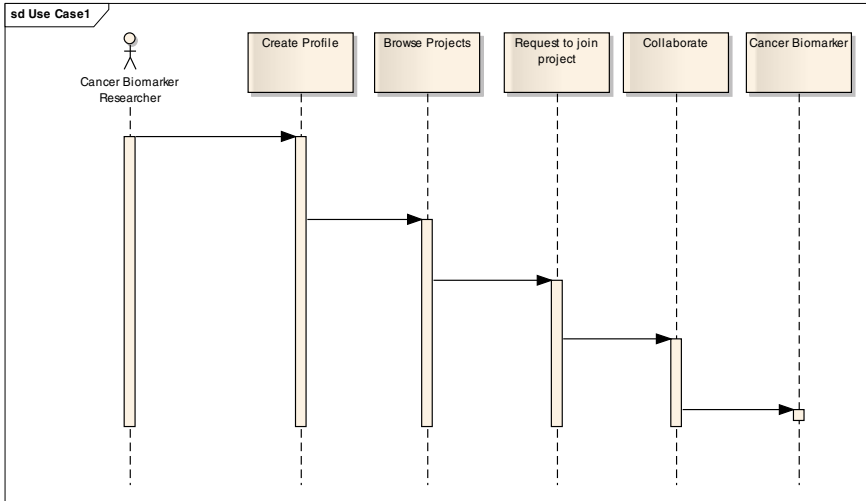 sd Use Case1
Cancer Biomarker
Researcher
Create Profile
Browse Projects
Request to join
project
Collaborate
Cancer Biomarker